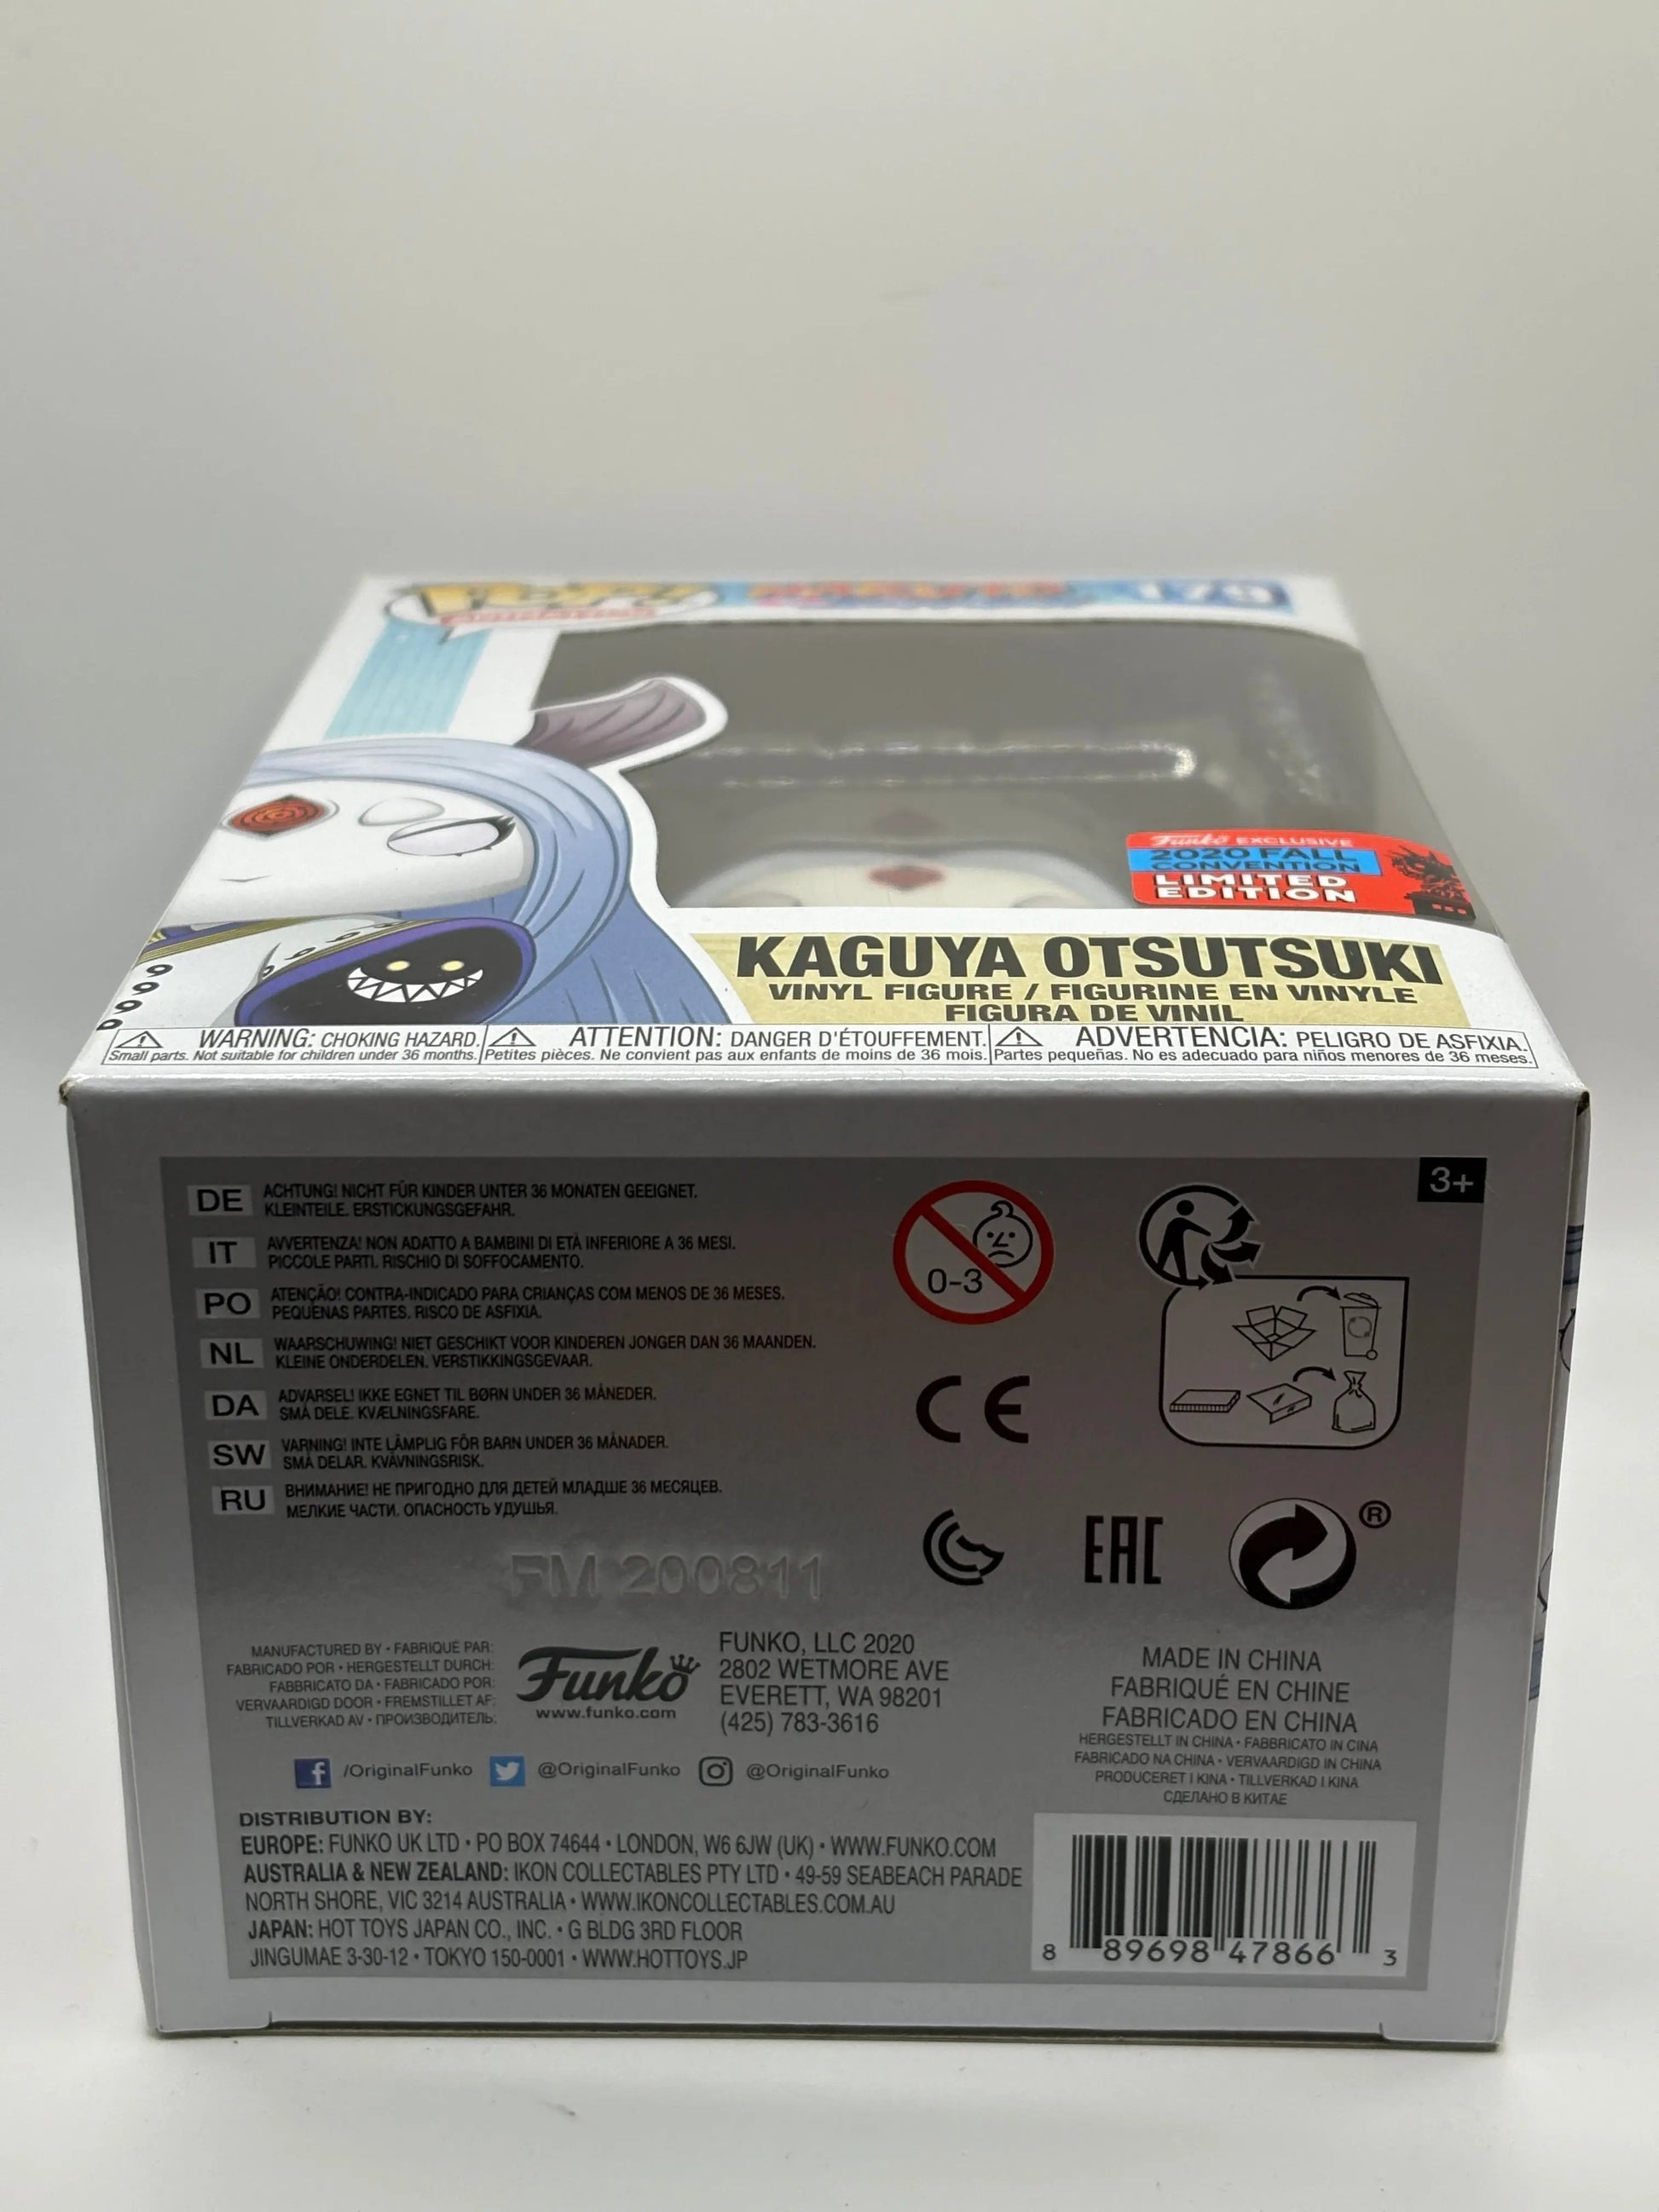 POP!
ANIMATION
NARUTO
179
Funko EXCLUSIVE
2020 FALL
CONVENTION
LIMITED
EDITION
KAGUYA OTSUTSUKI
VINYL FIGURE / FIGURINE EN VINYLE
FIGURA DE VINIL
WARNING: CHOKING HAZARD.
Small parts. Not suitable for children under 36 months.
ATTENTION: DANGER D'ÉTOUFFEMENT.
Petites pièces. Ne convient pas aux enfants de moins de 36 mois.
ADVERTENCIA: PELIGRO DE ASFIXIA.
Partes pequeñas. No es adecuado para niños menores de 36 meses.
3+
DE ACHTUNG! NICHT FÜR KINDER UNTER 36 MONATEN GEEIGNET.
KLEINTEILE. ERSTICKUNGSGEFAHR.
IT AVVERTENZA! NON ADATTO A BAMBINI DI ETÀ INFERIORE A 36 MESI.
PICCOLE PARTI. RISCHIO DI SOFFOCAMENTO.
PO ATENÇÃO! CONTRA-INDICADO PARA CRIANÇAS COM MENOS DE 36 MESES.
PEQUENAS PARTES. RISCO DE ASFIXIA.
NL WAARSCHUWING! NIET GESCHIKT VOOR KINDEREN JONGER DAN 36 MAANDEN.
KLEINE ONDERDELEN. VERSTIKKINGSGEVAAR.
DA ADVARSEL! IKKE EGNET TIL BØRN UNDER 36 MÅNEDER.
SMÅ DELE. KVÆLNINGSFARE.
SW VARNING! INTE LÄMPLIG FÖR BARN UNDER 36 MÅNADER.
SMÅ DELAR. KVÄVNINGSRISK.
RU ВНИМАНИЕ! НЕ ПРИГОДНО ДЛЯ ДЕТЕЙ МЛАДШЕ 36 МЕСЯЦЕВ.
МЕЛКИЕ ЧАСТИ. ОПАСНОСТЬ УДУШЬЯ.
0-3
CE
EAC
®
FM 200811
MANUFACTURED BY • FABRIQUÉ PAR:
FABRICADO POR • HERGESTELLT DURCH:
FABBRICATO DA • FABRICADO POR:
VERVAARDIGD DOOR • FREMSTILLET AF:
TILLVERKAD AV • ПРОИЗВОДИТЕЛЬ:
Funko
www.funko.com
FUNKO, LLC 2020
2802 WETMORE AVE
EVERETT, WA 98201
(425) 783-3616
MADE IN CHINA
FABRIQUÉ EN CHINE
FABRICADO EN CHINA
HERGESTELLT IN CHINA • FABBRICATO IN CINA
FABRICADO NA CHINA • VERVAARDIGD IN CHINA
PRODUCERET I KINA • TILLVERKAD I KINA
СДЕЛАНО В КИТАЕ
/OriginalFunko @OriginalFunko @OriginalFunko
DISTRIBUTION BY:
EUROPE: FUNKO UK LTD • PO BOX 74644 • LONDON, W6 6JW (UK) • WWW.FUNKO.COM
AUSTRALIA & NEW ZEALAND: IKON COLLECTABLES PTY LTD • 49-59 SEABEACH PARADE
NORTH SHORE, VIC 3214 AUSTRALIA • WWW.IKONCOLLECTABLES.COM.AU
JAPAN: HOT TOYS JAPAN CO., INC. • G BLDG 3RD FLOOR
JINGUMAE 3-30-12 • TOKYO 150-0001 • WWW.HOTTOYS.JP
8 89698 47866 3